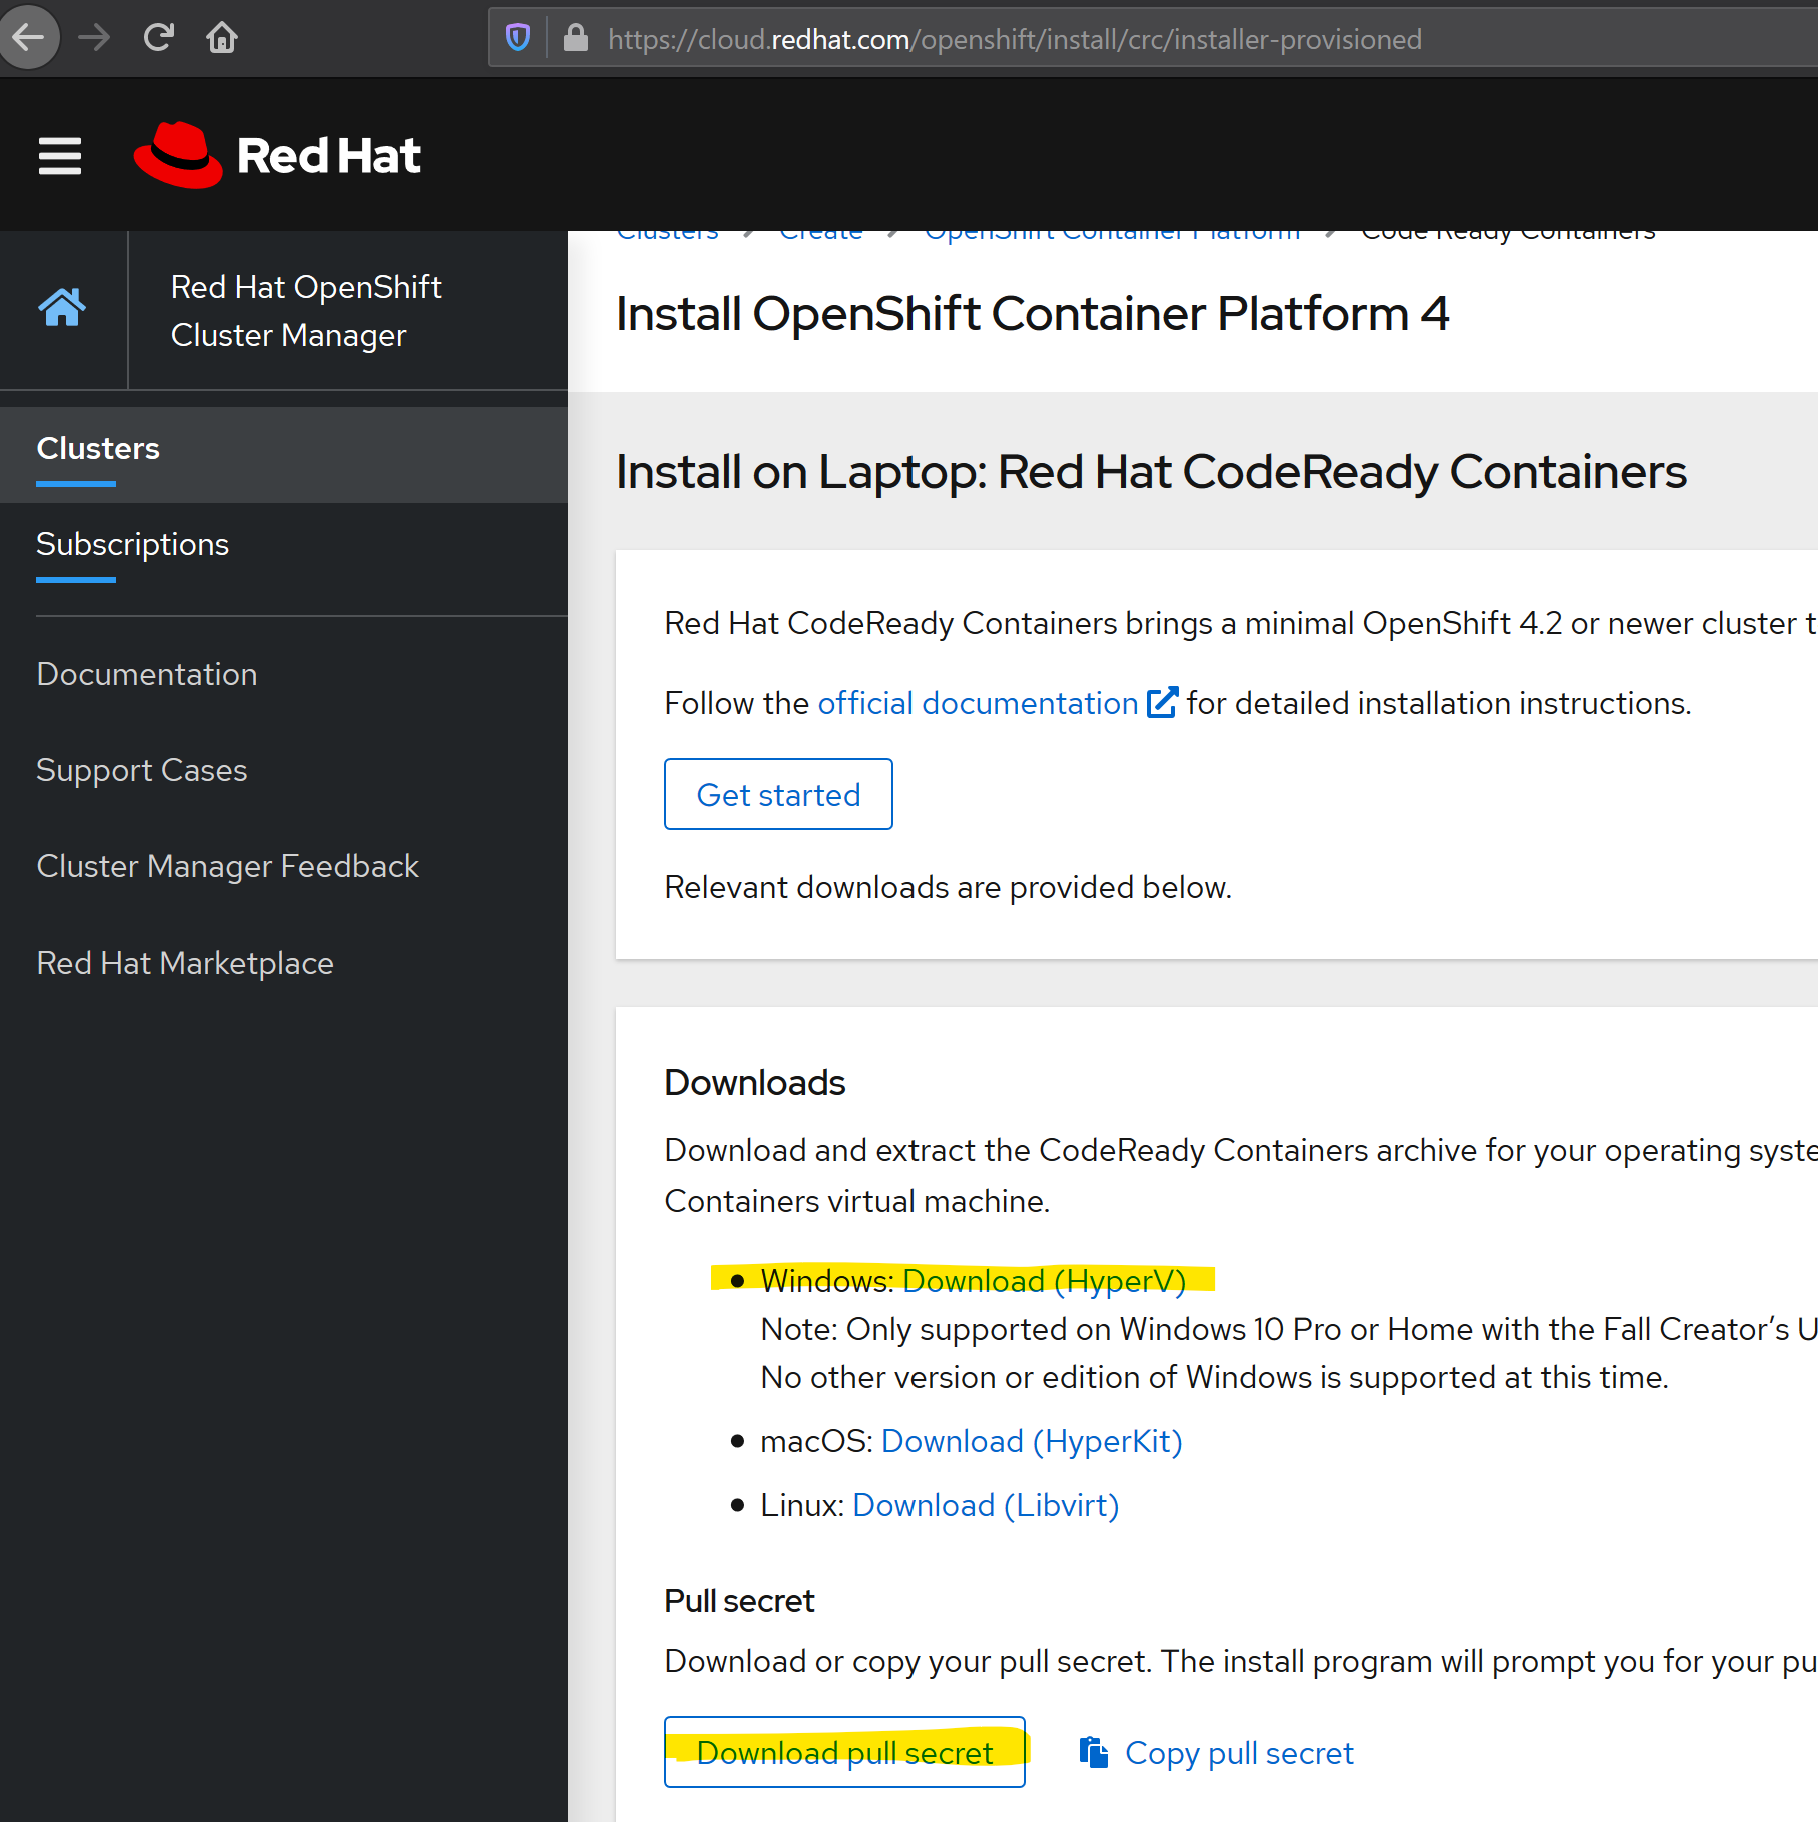 https://cloud.redhat.com/openshift/install/crc/installer-provisioned
Red Hat
Clusters Create OpenShift Container Platform Code Ready Containers
Red Hat OpenShift
Cluster Manager
Clusters
Subscriptions
Documentation
Support Cases
Cluster Manager Feedback
Red Hat Marketplace
Install OpenShift Container Platform 4
Install on Laptop: Red Hat CodeReady Containers
Red Hat CodeReady Containers brings a minimal OpenShift 4.2 or newer cluster t
Follow the official documentation for detailed installation instructions.
Get started
Relevant downloads are provided below.
Downloads
Download and extract the CodeReady Containers archive for your operating syste
Containers virtual machine.
Windows: Download (HyperV)
Note: Only supported on Windows 10 Pro or Home with the Fall Creator’s U
No other version or edition of Windows is supported at this time.
macOS: Download (HyperKit)
Linux: Download (Libvirt)
Pull secret
Download or copy your pull secret. The install program will prompt you for your pu
Download pull secret
Copy pull secret